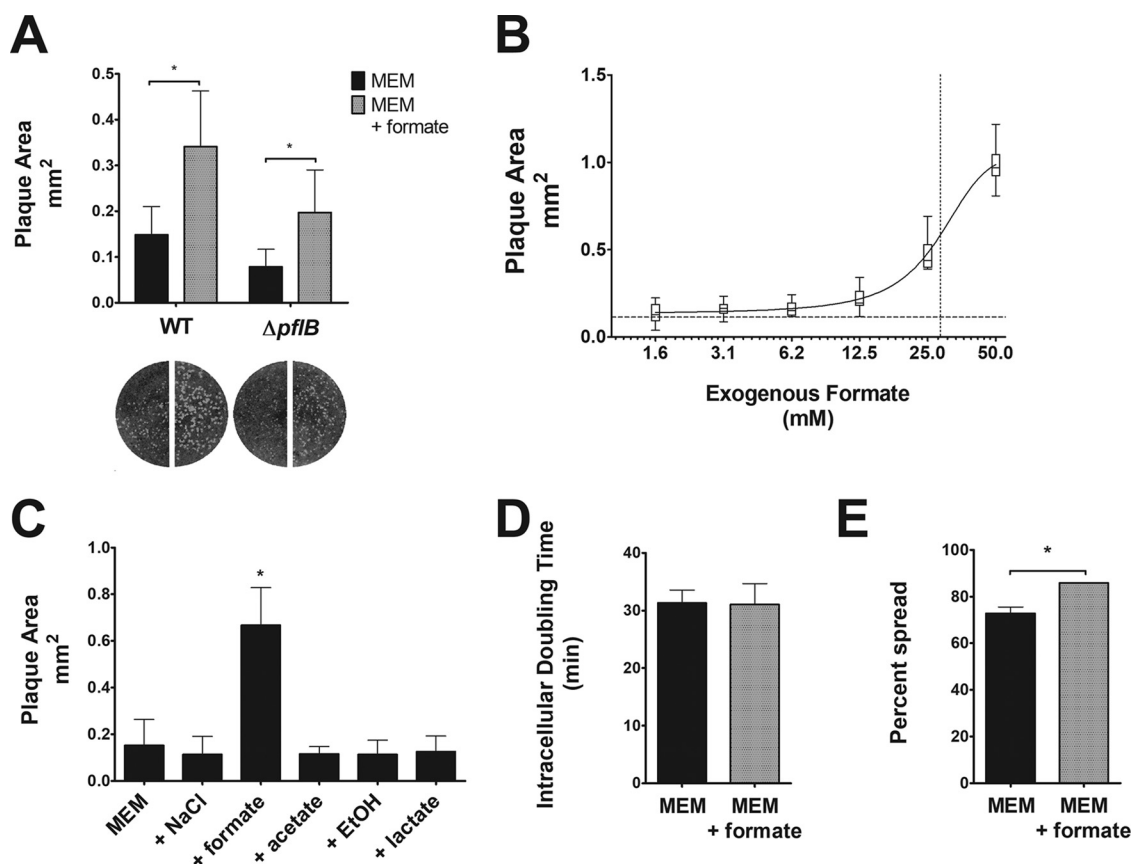 A
Plaque Area
mm2
0.5
0.4
0.3
0.2
0.1
0.0
*
*
MEM
MEM
+ formate
WT
ΔpflB
B
Plaque Area
mm2
1.5
1.0
0.5
0.0
1.6
3.1
6.2
12.5
25.0
50.0
Exogenous Formate
(mM)
C
Plaque Area
mm2
1.0
0.8
0.6
0.4
0.2
0.0
*
MEM
+ NaCl
+ formate
+ acetate
+ EtOH
+ lactate
D
Intracellular Doubling Time
(min)
40
30
20
10
0
MEM
MEM
+ formate
E
Percent spread
100
80
60
40
20
0
*
MEM
MEM
+ formate